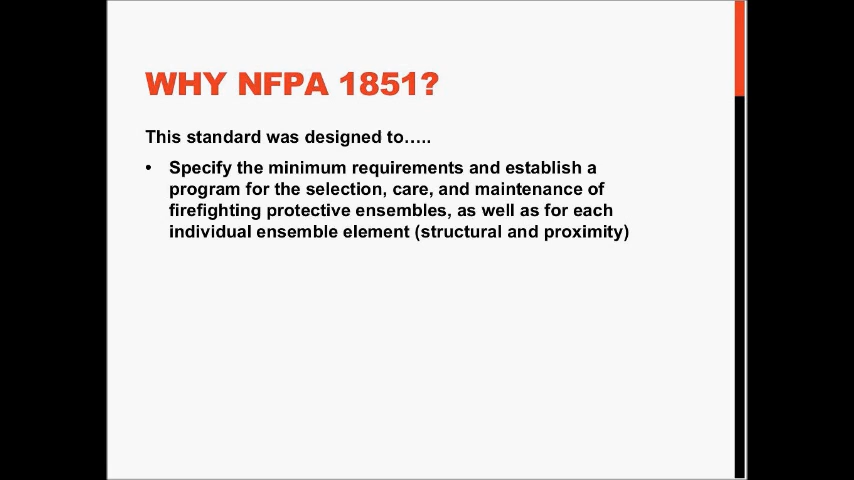 WHY NFPA 1851?
This standard was designed to…..
• Specify the minimum requirements and establish a
program for the selection, care, and maintenance of
firefighting protective ensembles, as well as for each
individual ensemble element (structural and proximity)